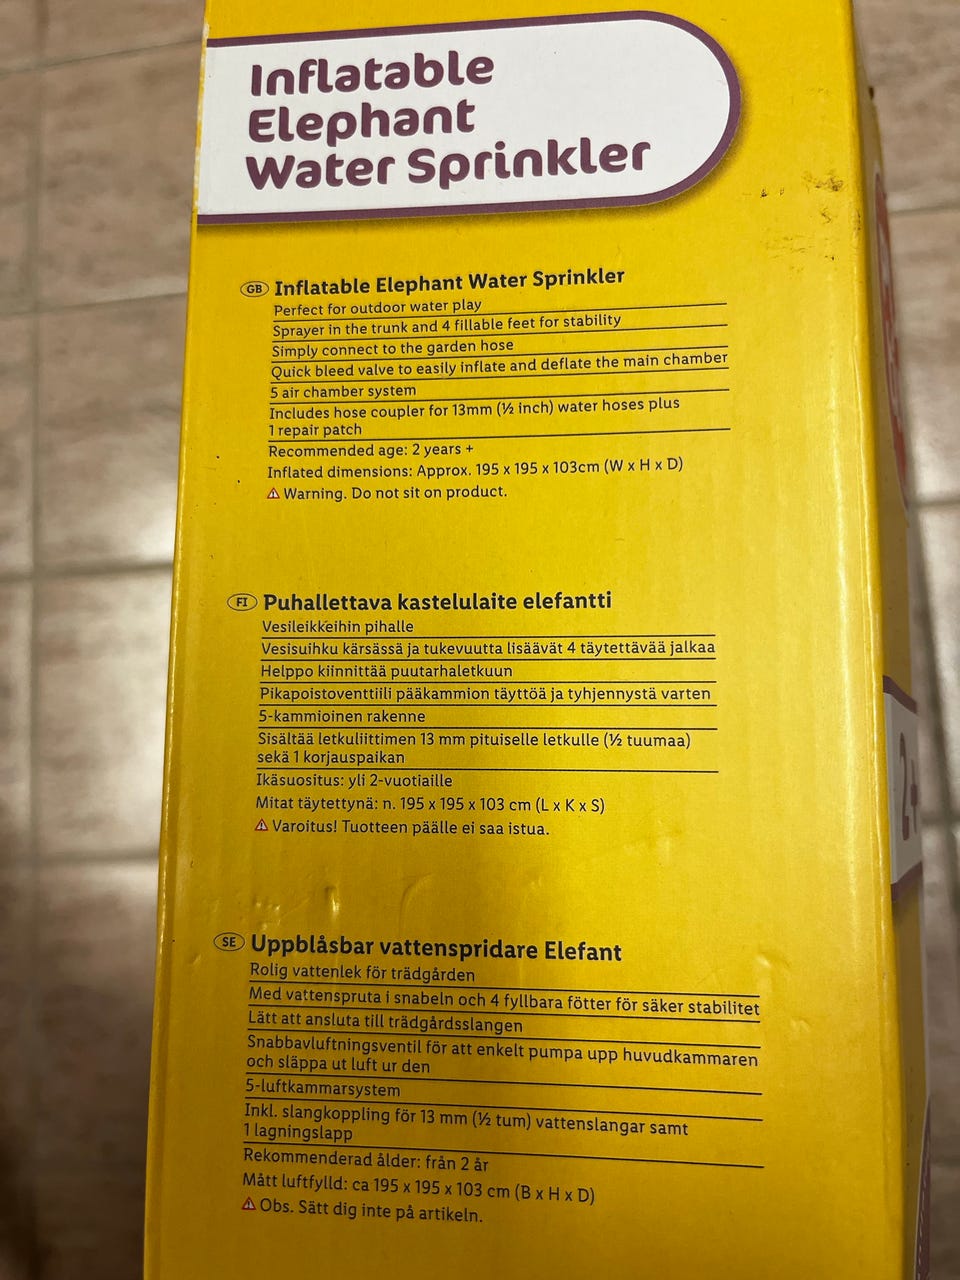 Inflatable
Elephant
Water Sprinkler
GB Inflatable Elephant Water Sprinkler
Perfect for outdoor water play
Sprayer in the trunk and 4 fillable feet for stability
Simply connect to the garden hose
Quick bleed valve to easily inflate and deflate the main chamber
5 air chamber system
Includes hose coupler for 13mm (½ inch) water hoses plus
1 repair patch
Recommended age: 2 years +
Inflated dimensions: Approx. 195 x 195 x 103cm (W x H x D)
⚠ Warning. Do not sit on product.
FI Puhallettava kastelulaite elefantti
Vesileikkeihin pihalle
Vesisuihku kärsässä ja tukevuutta lisäävät 4 täytettävää jalkaa
Helppo kiinnittää puutarhaletkuun
Pikapoistoventtiili pääkammion täyttöä ja tyhjennystä varten
5-kammioinen rakenne
Sisältää letkuliittimen 13 mm pituiselle letkulle (½ tuumaa)
sekä 1 korjauspaikan
Ikäsuositus: yli 2-vuotiaille
Mitat täytettynä: n. 195 x 195 x 103 cm (L x K x S)
⚠ Varoitus! Tuotteen päälle ei saa istua.
2+
SE Uppblåsbar vattenspridare Elefant
Rolig vattenlek för trädgården
Med vattenspruta i snabeln och 4 fyllbara fötter för säker stabilitet
Lätt att ansluta till trädgårdsslangen
Snabbavluftningsventil för att enkelt pumpa upp huvudkammaren
och släppa ut luft ur den
5-luftkammarsystem
Inkl. slangkoppling för 13 mm (½ tum) vattenslangar samt
1 lagningslapp
Rekommenderad ålder: från 2 år
Mått luftfylld: ca 195 x 195 x 103 cm (B x H x D)
⚠ Obs. Sätt dig inte på artikeln.